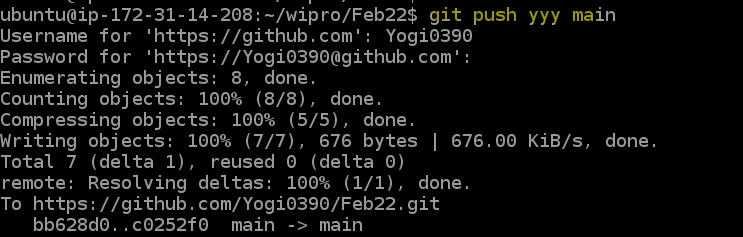 ubuntu@ip-172-31-14-208:~/wipro/Feb22$ git push yyy main
Username for 'https://github.com': Yogi0390
Password for 'https://Yogi0390@github.com':
Enumerating objects: 8, done.
Counting objects: 100% (8/8), done.
Compressing objects: 100% (5/5), done.
Writing objects: 100% (7/7), 676 bytes | 676.00 KiB/s, done.
Total 7 (delta 1), reused 0 (delta 0)
remote: Resolving deltas: 100% (1/1), done.
To https://github.com/Yogi0390/Feb22.git
   bb628d0..c0252f0  main -> main